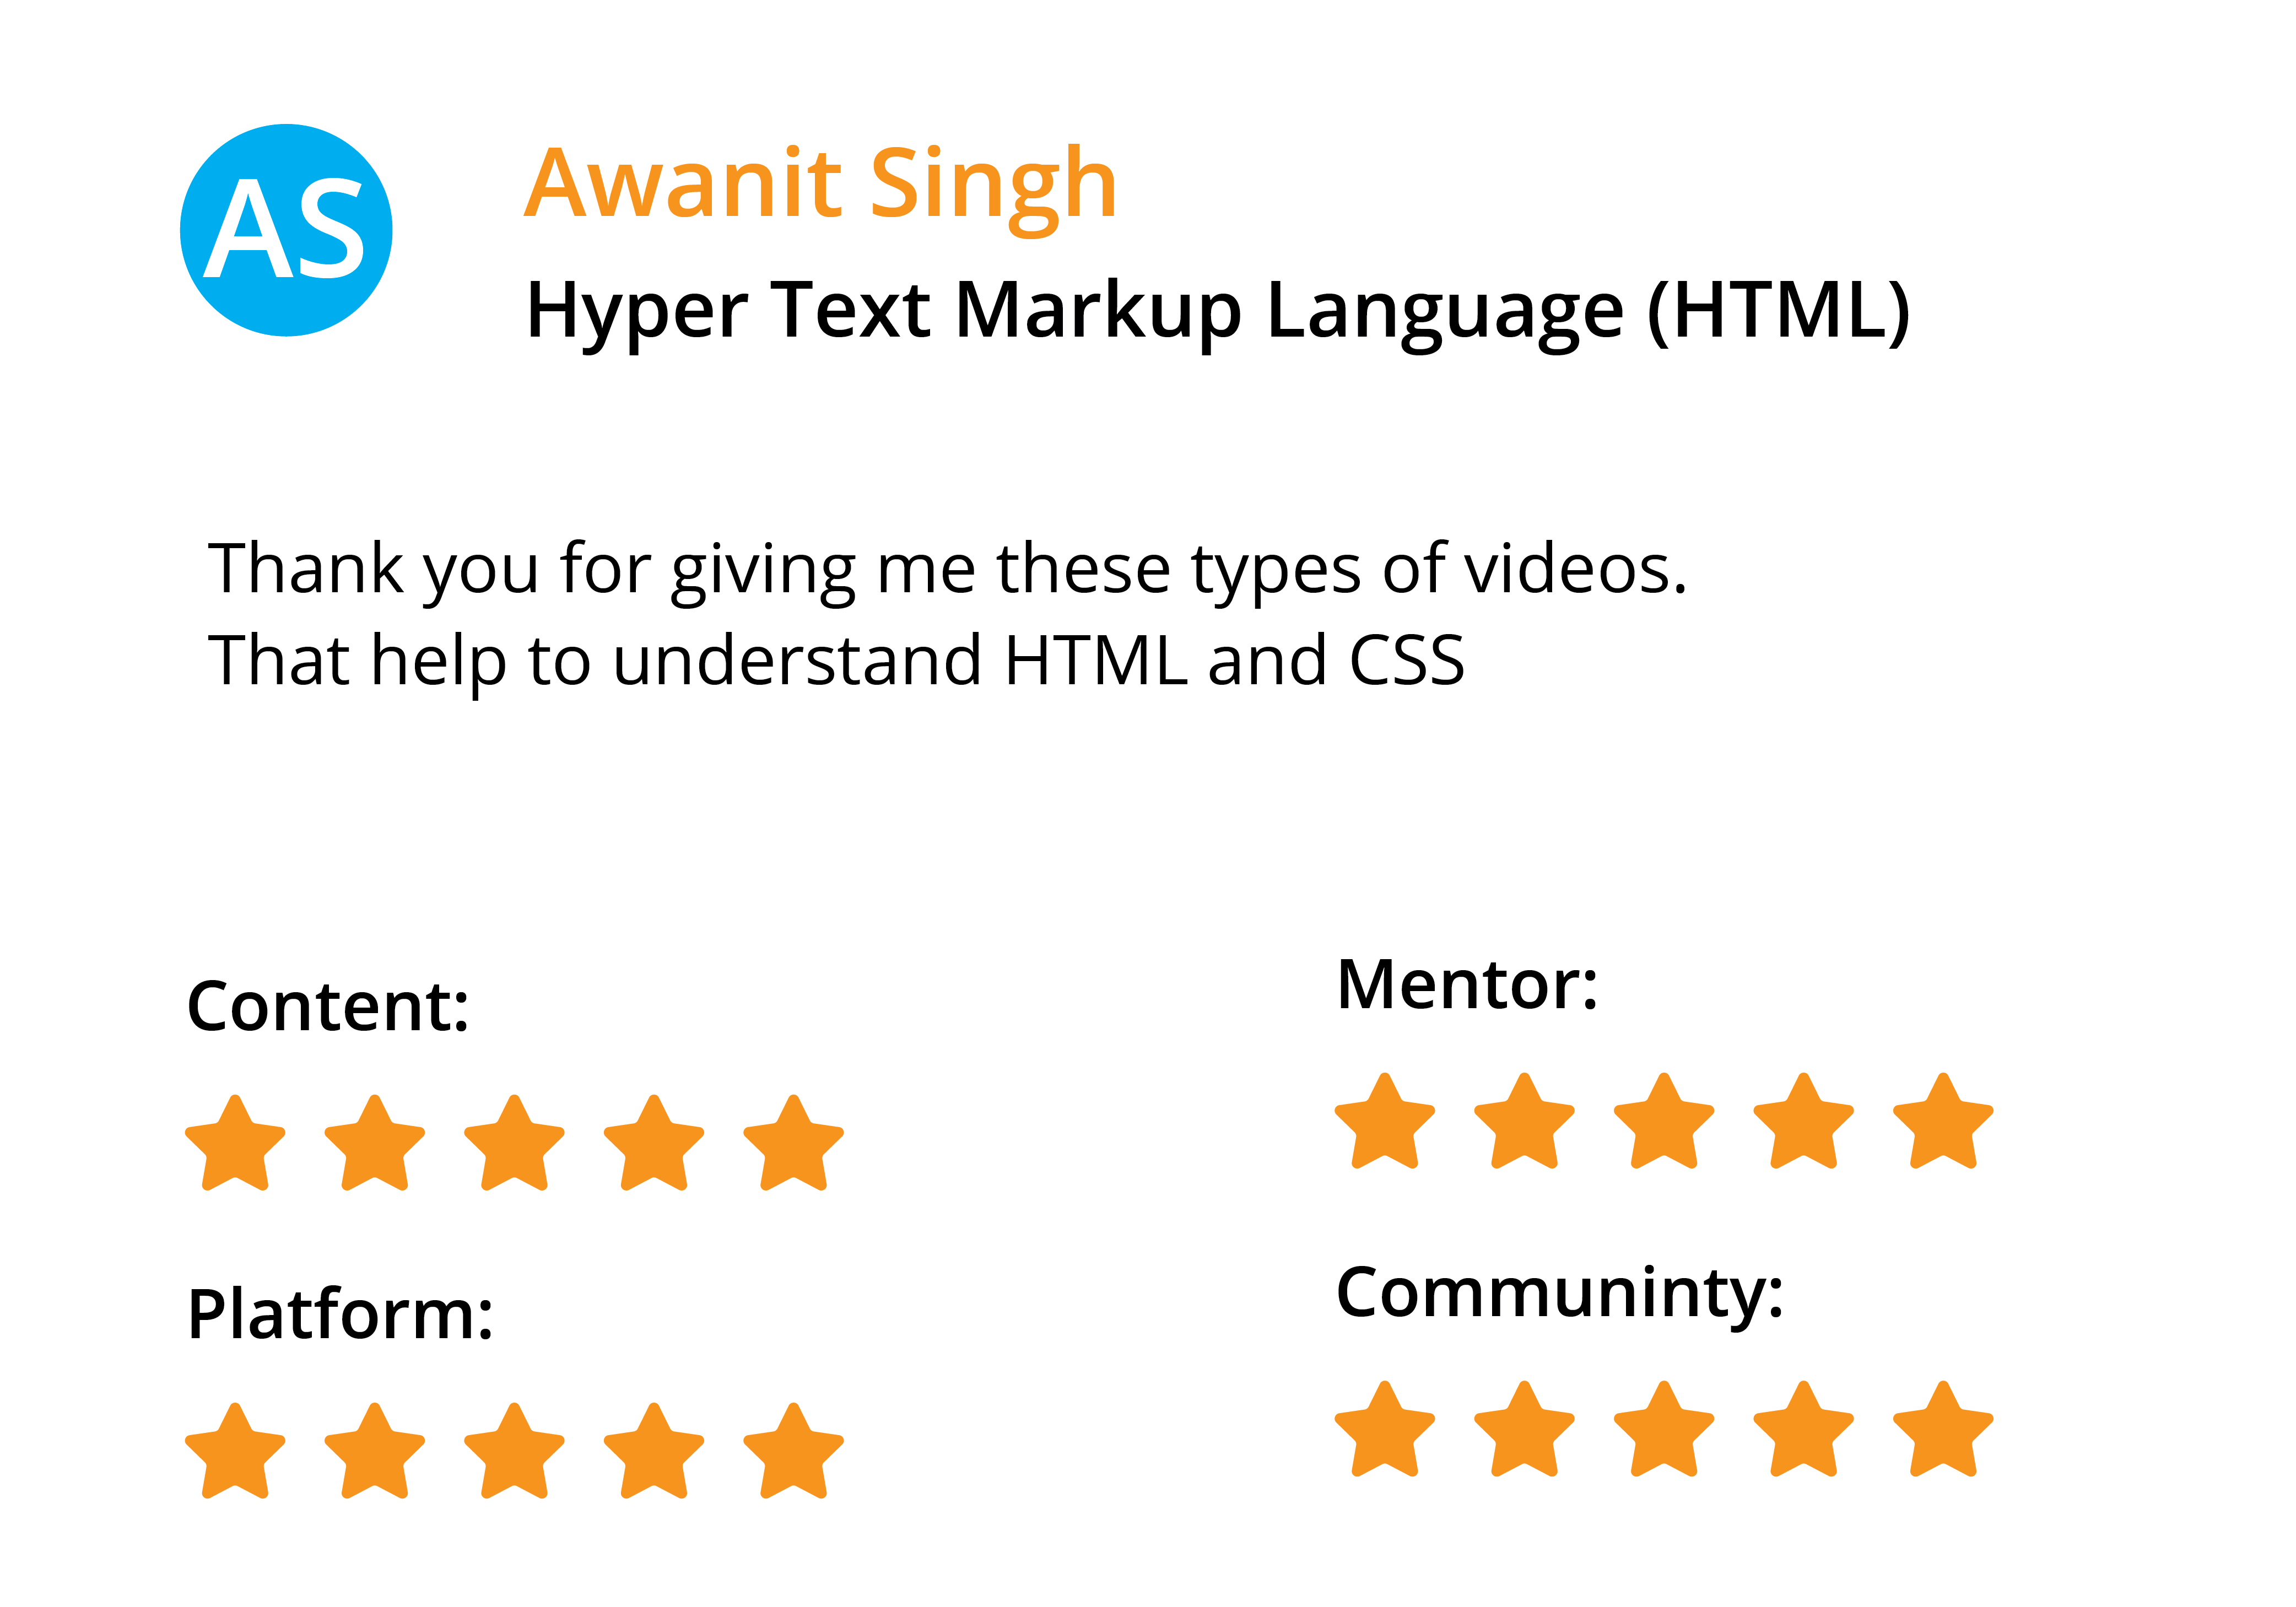 AS
Awanit Singh
Hyper Text Markup Language (HTML)
Thank you for giving me these types of videos.
That help to understand HTML and CSS
Content:
Mentor:
Platform:
Communinty: